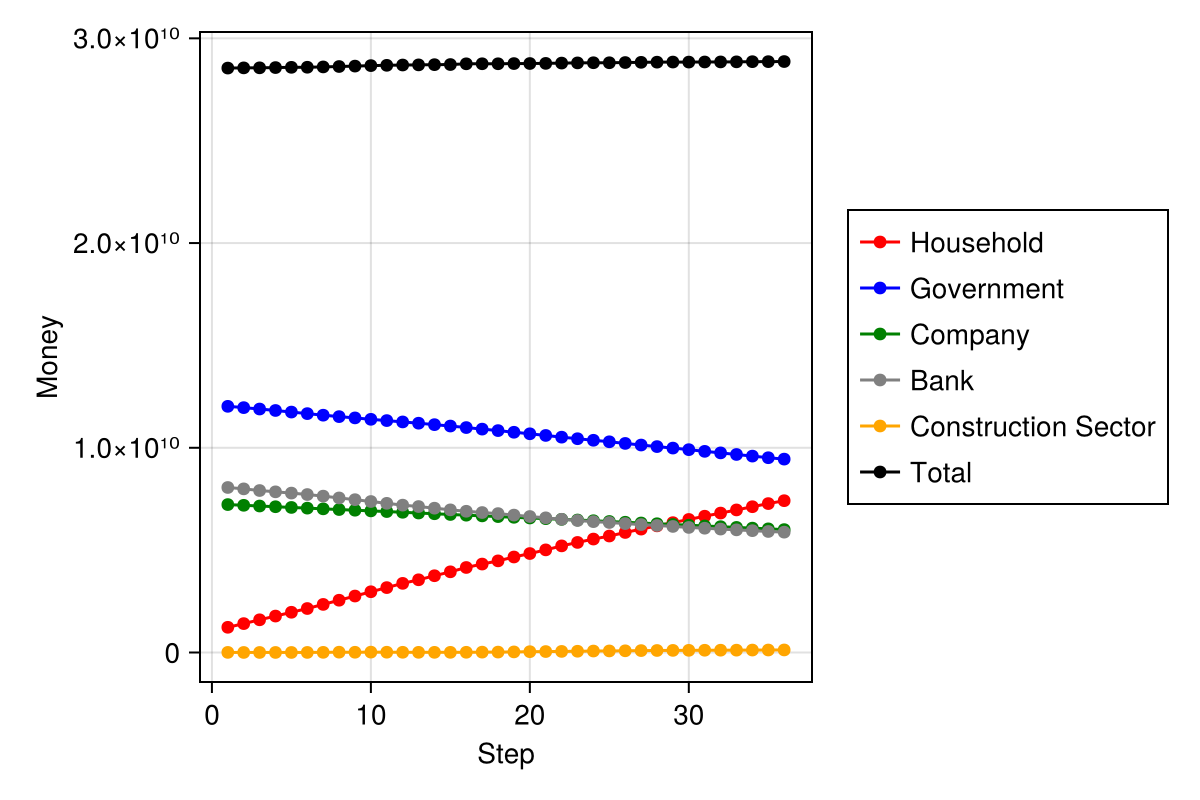 3.0×10¹⁰
2.0×10¹⁰
1.0×10¹⁰
0
Money
0 10 20 30
Step
Household
Government
Company
Bank
Construction Sector
Total